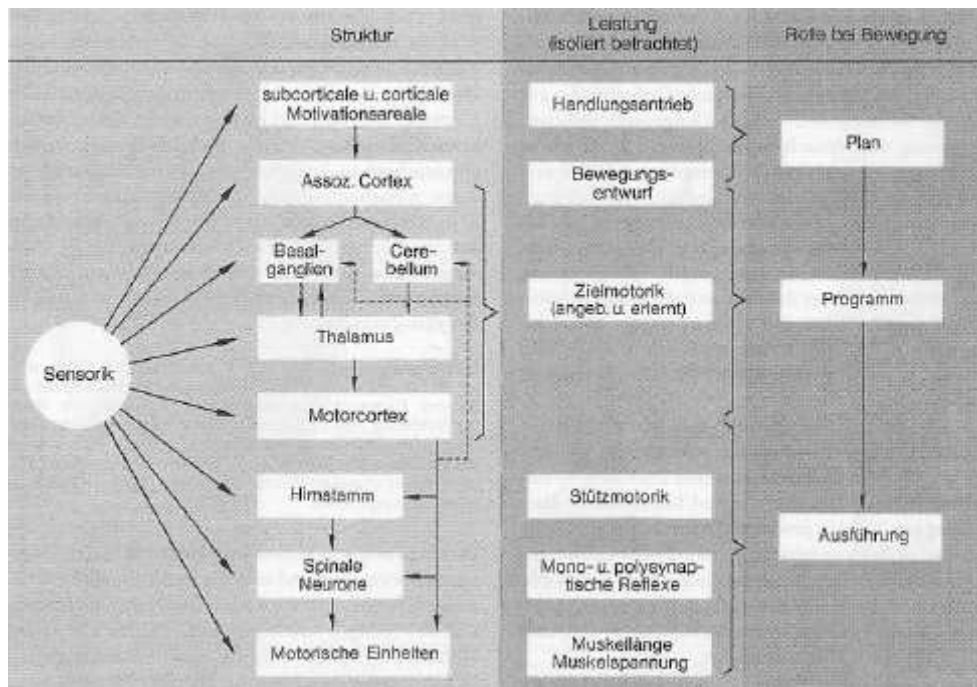 Struktur
Leistung
(isoliert betrachtet)
Rolle bei Bewegung
subcorticale u. corticale
Motivationsareale
Handlungsantrieb
Plan
Assoz. Cortex
Bewegungs-
entwurf
Basal-
ganglien
Cere-
bellum
Zielmotorik
(angeb. u. erlernt)
Programm
Thalamus
Sensorik
Motorcortex
Hirnstamm
Stützmotorik
Ausführung
Spinale
Neurone
Mono- u. polysynap-
tische Reflexe
Motorische Einheiten
Muskellänge
Muskelspannung